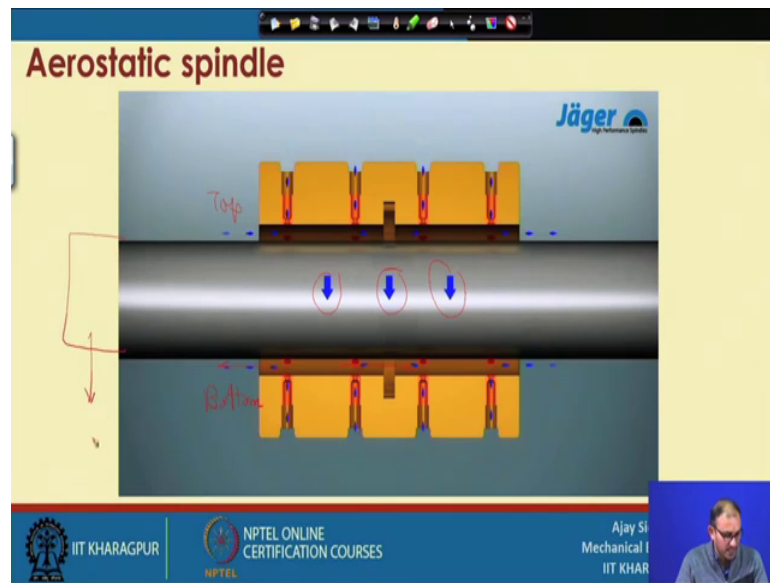 Aerostatic spindle
Jäger
High Performance Spindles
Top
Bottom
IIT KHARAGPUR
NPTEL
NPTEL ONLINE
CERTIFICATION COURSES
Ajay Si
Mechanical
IIT KHAR